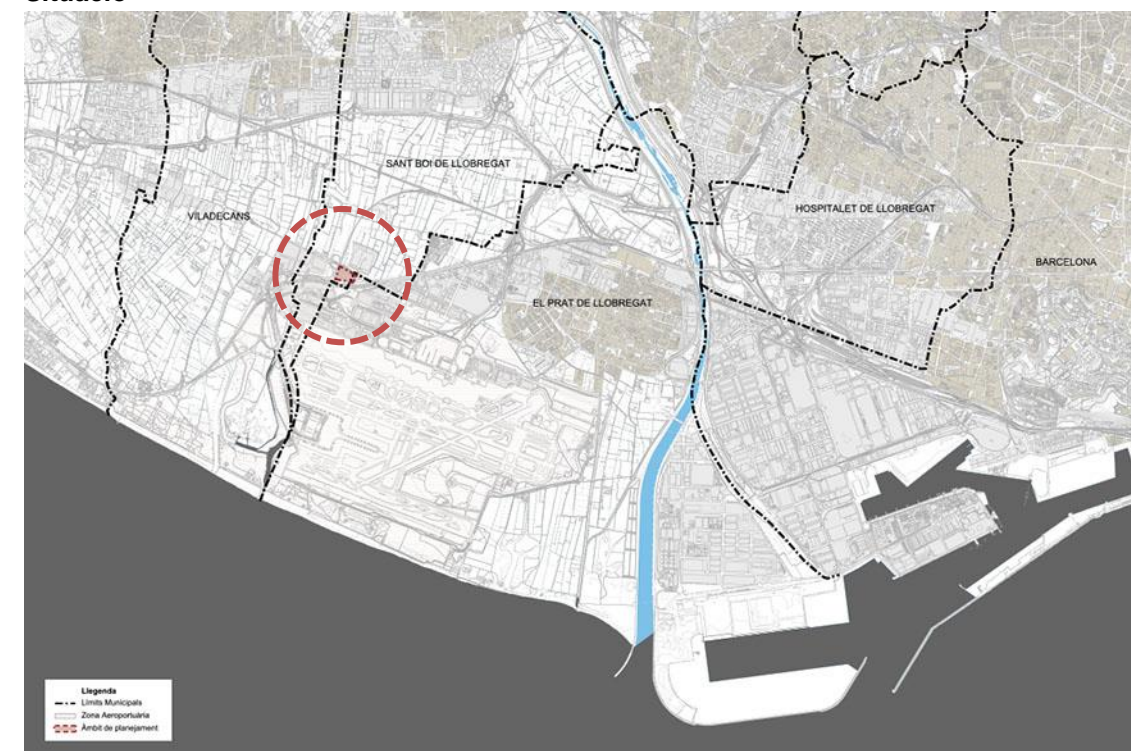 SANT BOI DE LLOBREGAT
VILADECANS
HOSPITALET DE LLOBREGAT
BARCELONA
EL PRAT DE LLOBREGAT
Llegenda
Límits Municipals
Zona Aeroportuària
Àmbit de planejament